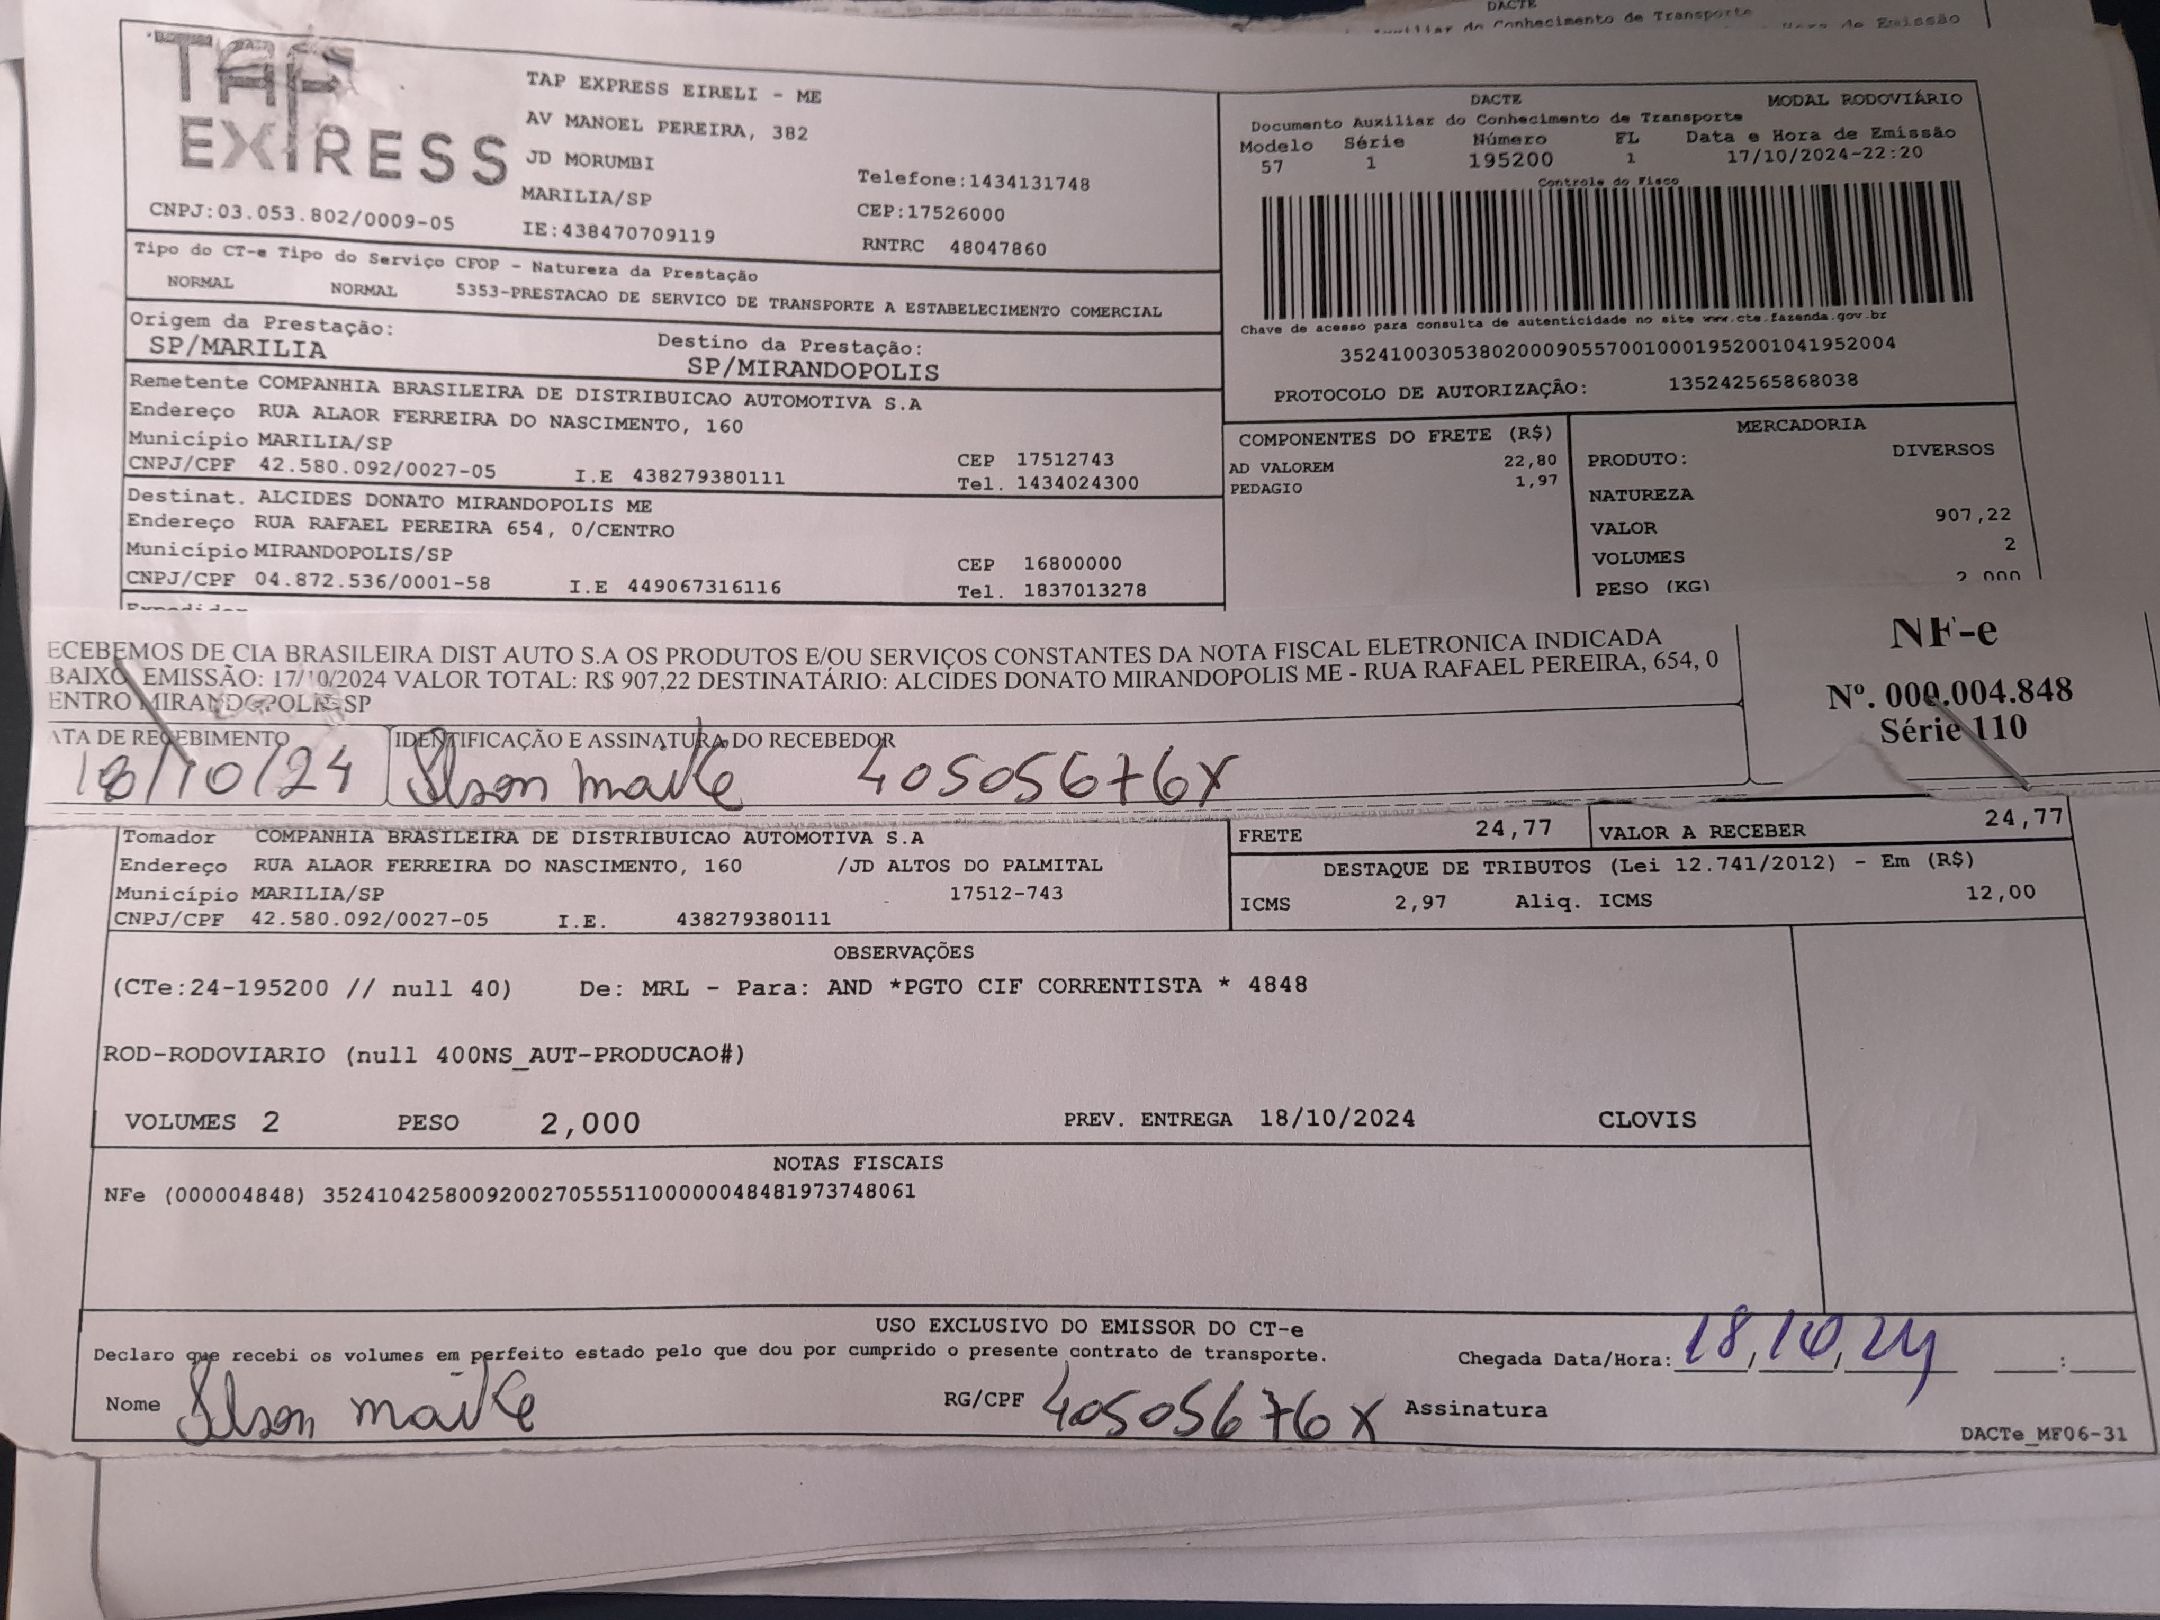 DACTE
Auxiliar do Conhecimento de Transporte
Hora de Emissão
TAP
EXPRESS
TAP EXPRESS EIRELI - ME
AV MANOEL PEREIRA, 382
JD MORUMBI
MARILIA/SP
Telefone:1434131748
CEP:17526000
CNPJ:03.053.802/0009-05
IE:438470709119
RNTRC 48047860
DACTE MODAL RODOVIÁRIO
Documento Auxiliar do Conhecimento de Transporte
Modelo Série Número FL Data e Hora de Emissão
57 1 195200 1 17/10/2024-22:20
Controle do Fisco
Chave de acesso para consulta de autenticidade no site www.cte.fazenda.gov.br
35241003053802000905570010001952001041952004
PROTOCOLO DE AUTORIZAÇÃO: 135242565868038
Tipo do CT-e Tipo do Serviço CFOP - Natureza da Prestação
NORMAL NORMAL 5353-PRESTACAO DE SERVICO DE TRANSPORTE A ESTABELECIMENTO COMERCIAL
Origem da Prestação: Destino da Prestação:
SP/MARILIA SP/MIRANDOPOLIS
Remetente COMPANHIA BRASILEIRA DE DISTRIBUICAO AUTOMOTIVA S.A
Endereço RUA ALAOR FERREIRA DO NASCIMENTO, 160
Município MARILIA/SP CEP 17512743
CNPJ/CPF 42.580.092/0027-05 I.E 438279380111 Tel. 1434024300
Destinat. ALCIDES DONATO MIRANDOPOLIS ME
Endereço RUA RAFAEL PEREIRA 654, 0/CENTRO
Município MIRANDOPOLIS/SP CEP 16800000
CNPJ/CPF 04.872.536/0001-58 I.E 449067316116 Tel. 1837013278
COMPONENTES DO FRETE (R$)
AD VALOREM 22,80
PEDAGIO 1,97
MERCADORIA
PRODUTO: DIVERSOS
NATUREZA
VALOR 907,22
VOLUMES 2
PESO (KG) 2,000
ECEBEMOS DE CIA BRASILEIRA DIST AUTO S.A OS PRODUTOS E/OU SERVIÇOS CONSTANTES DA NOTA FISCAL ELETRONICA INDICADA
BAIXO EMISSÃO: 17/10/2024 VALOR TOTAL: R$ 907,22 DESTINATÁRIO: ALCIDES DONATO MIRANDOPOLIS ME - RUA RAFAEL PEREIRA, 654, 0
ENTRO MIRANDOPOLIS-SP
NF-e
Nº. 000.004.848
Série 110
ATA DE RECEBIMENTO IDENTIFICAÇÃO E ASSINATURA DO RECEBEDOR
18/10/24 maike 40505676X
Tomador COMPANHIA BRASILEIRA DE DISTRIBUICAO AUTOMOTIVA S.A
Endereço RUA ALAOR FERREIRA DO NASCIMENTO, 160 /JD ALTOS DO PALMITAL
Município MARILIA/SP 17512-743
CNPJ/CPF 42.580.092/0027-05 I.E. 438279380111
FRETE 24,77 VALOR A RECEBER 24,77
DESTAQUE DE TRIBUTOS (Lei 12.741/2012) - Em (R$)
ICMS 2,97 Aliq. ICMS 12,00
OBSERVAÇÕES
(CTe:24-195200 // null 40) De: MRL - Para: AND *PGTO CIF CORRENTISTA * 4848
ROD-RODOVIARIO (null 400NS_AUT-PRODUCAO#)
VOLUMES 2 PESO 2,000 PREV. ENTREGA 18/10/2024 CLOVIS
NOTAS FISCAIS
NFe (000004848) 35241042580092002705551100000048481973748061
USO EXCLUSIVO DO EMISSOR DO CT-e
Declaro que recebi os volumes em perfeito estado pelo que dou por cumprido o presente contrato de transporte.
Chegada Data/Hora: 18,10,24 :
Nome maike RG/CPF 40505676X Assinatura
DACTe_MF06-31